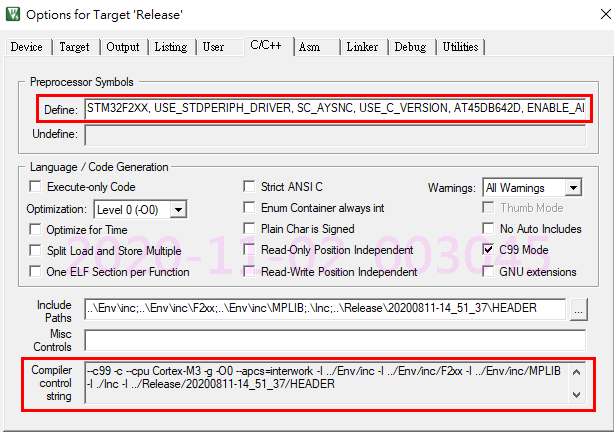 Options for Target 'Release'
Device Target Output Listing User C/C++ Asm Linker Debug Utilities
Preprocessor Symbols
Define: STM32F2XX, USE_STDPERIPH_DRIVER, SC_AYSNC, USE_C_VERSION, AT45DB642D, ENABLE_AI
Undefine:
Language / Code Generation
Execute-only Code Strict ANSI C Warnings: All Warnings
Optimization: Level 0 (-O0) Enum Container always int Thumb Mode
Optimize for Time Plain Char is Signed No Auto Includes
Split Load and Store Multiple Read-Only Position Independent C99 Mode
One ELF Section per Function Read-Write Position Independent GNU extensions
2020-11-02-003045
Include Paths ..\Env\inc;..\Env\inc\F2xx;..\Env\inc\MPLIB;.\Inc;..\Release\20200811-14_51_37\HEADER ...
Misc Controls
Compiler control string --c99 -c --cpu Cortex-M3 -g -O0 --apcs=interwork -I ../Env/inc -I ../Env/inc/F2xx -I ../Env/inc/MPLIB
-I ./Inc -I ../Release/20200811-14_51_37/HEADER